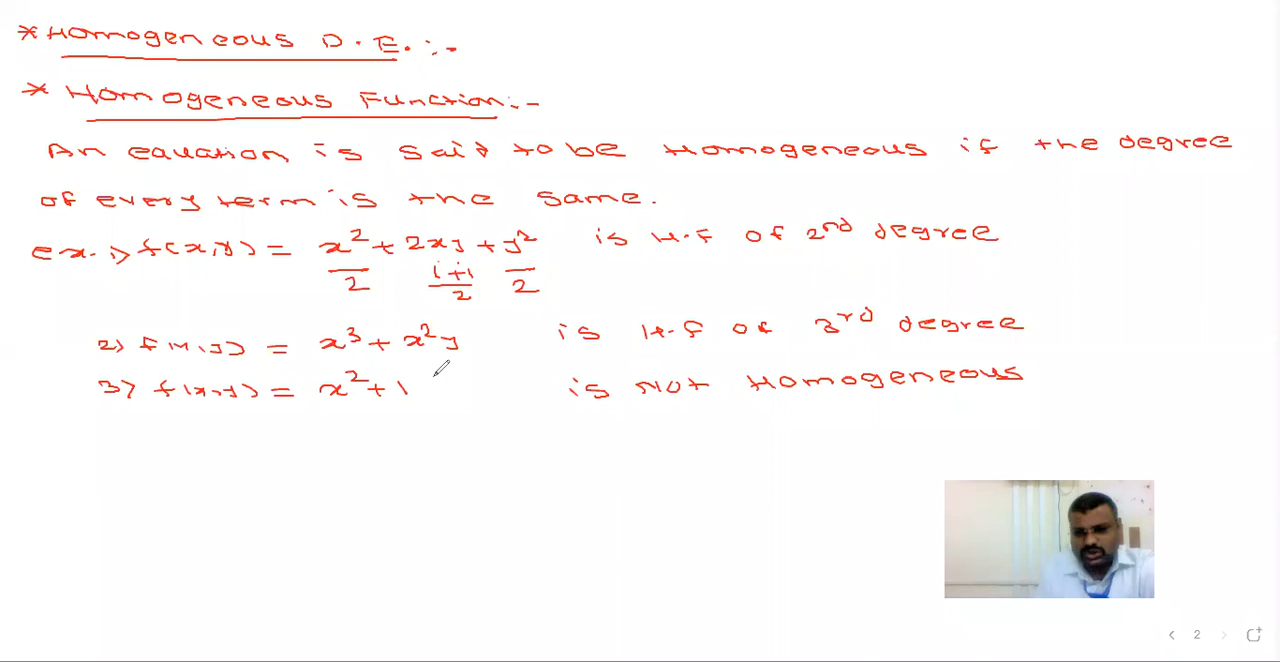 * Homogeneous D.E. :-
* Homogeneous Function :-
An equation is said to be Homogeneous if the degree
of every term is the same.
ex. 1) f(x,y) = x² + 2xy + y² is H.F of 2nd degree
2 1+1 2
2
2) f(x,y) = x³ + x²y is H.F of 3rd degree
3) f(x,y) = x² + 1 is Not Homogeneous
2